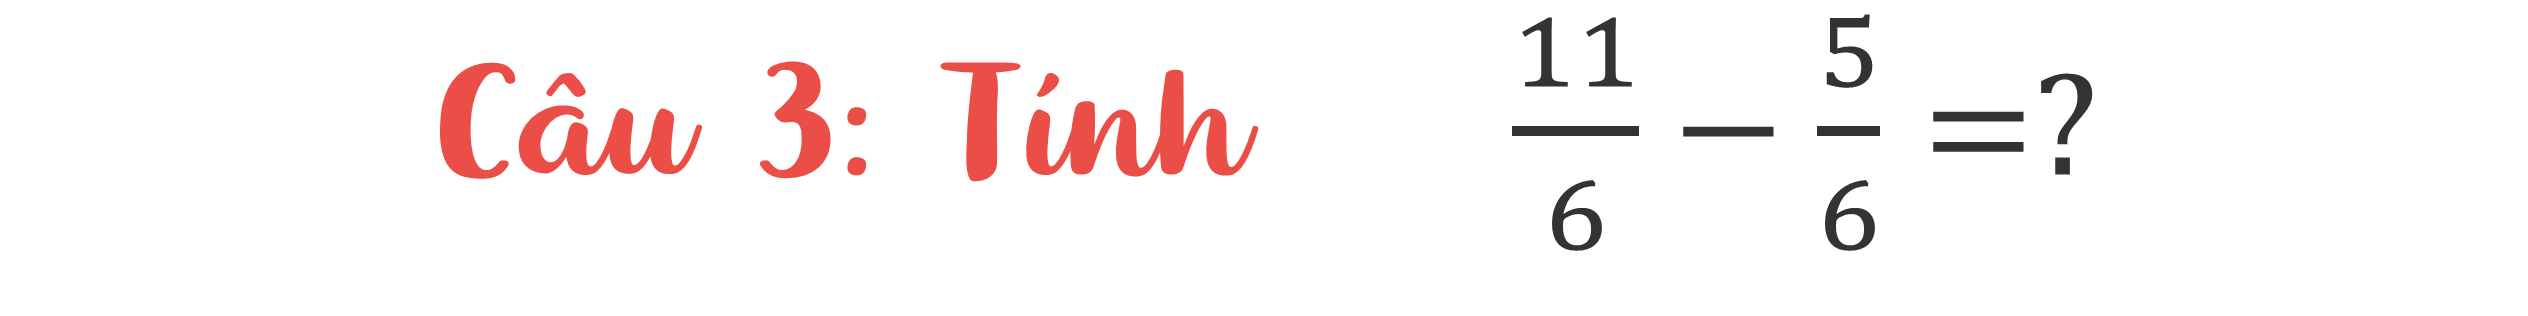 Câu 3: Tính 11/6 − 5/6 =?